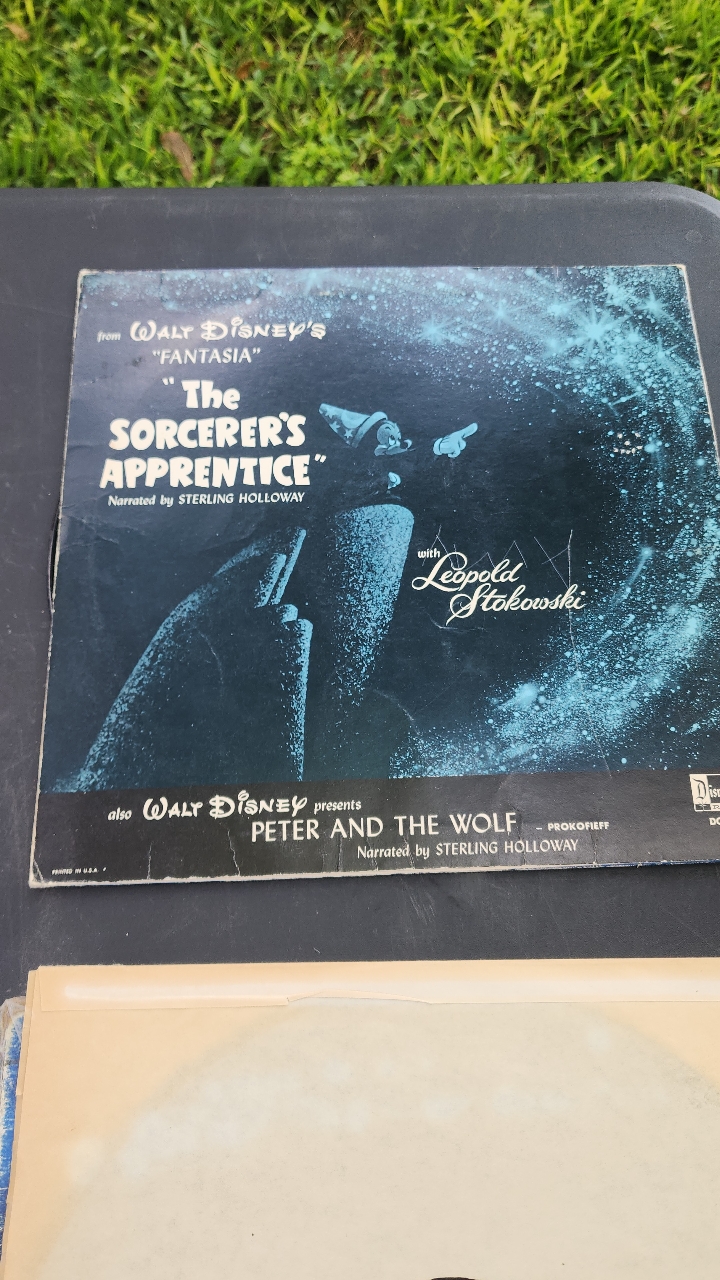 from WALT DISNEY'S
"FANTASIA"
"The
SORCERER'S
APPRENTICE"
Narrated by STERLING HOLLOWAY
with
Leopold
Stokowski
also WALT DISNEY presents
PETER AND THE WOLF - PROKOFIEFF
Narrated by STERLING HOLLOWAY
PRINTED IN U.S.A.